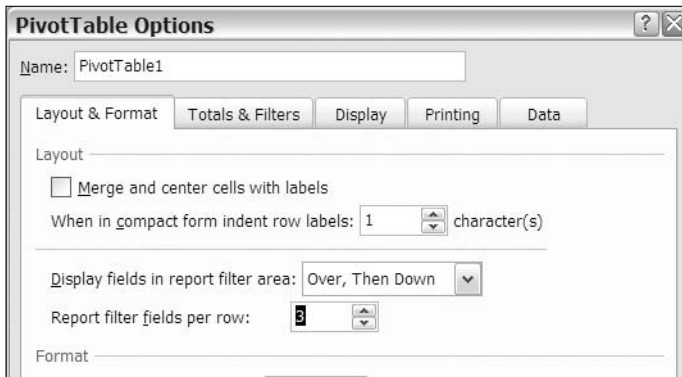 PivotTable Options ?
Name: PivotTable1
Layout & Format Totals & Filters Display Printing Data
Layout
Merge and center cells with labels
When in compact form indent row labels: 1 character(s)
Display fields in report filter area: Over, Then Down
Report filter fields per row: 3
Format